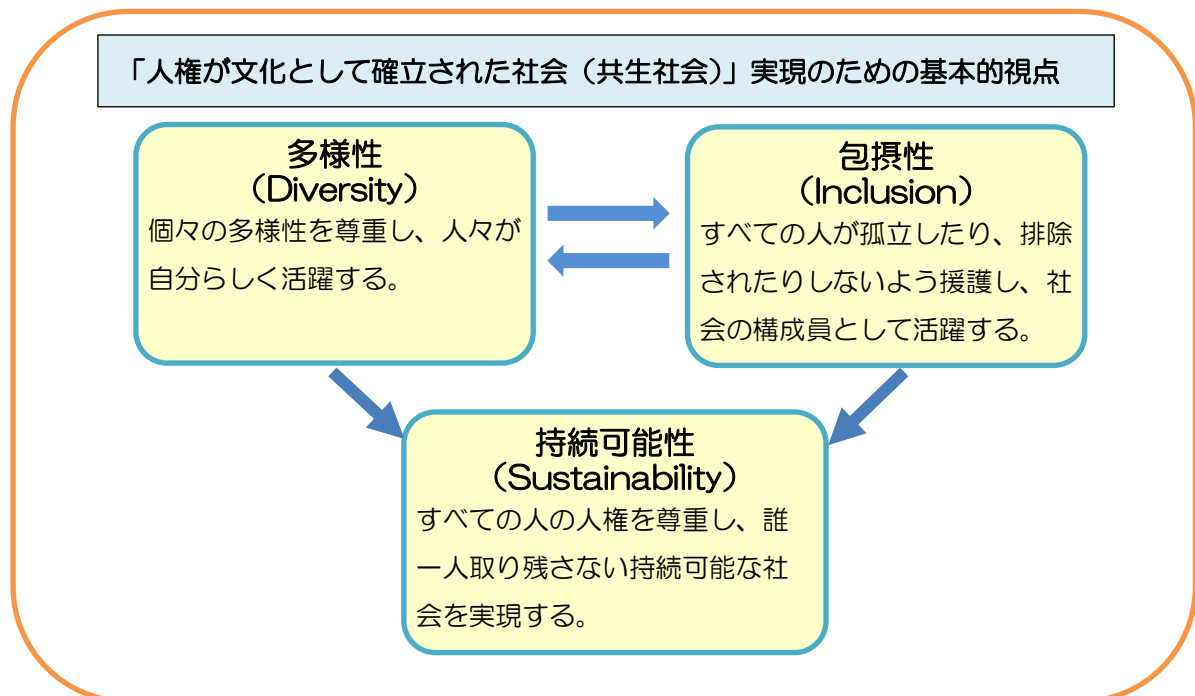 「人権が文化として確立された社会（共生社会）」実現のための基本的視点
多様性
（Diversity）
個々の多様性を尊重し、人々が
自分らしく活躍する。
包摂性
（Inclusion）
すべての人が孤立したり、排除
されたりしないよう援護し、社
会の構成員として活躍する。
持続可能性
（Sustainability）
すべての人の人権を尊重し、誰
一人取り残さない持続可能な社
会を実現する。